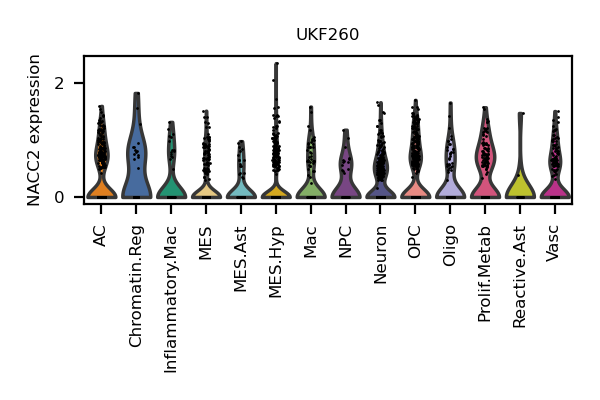 UKF260
NACC2 expression
2
0
AC
Chromatin.Reg
Inflammatory.Mac
MES
MES.Ast
MES.Hyp
Mac
NPC
Neuron
OPC
Oligo
Prolif.Metab
Reactive.Ast
Vasc